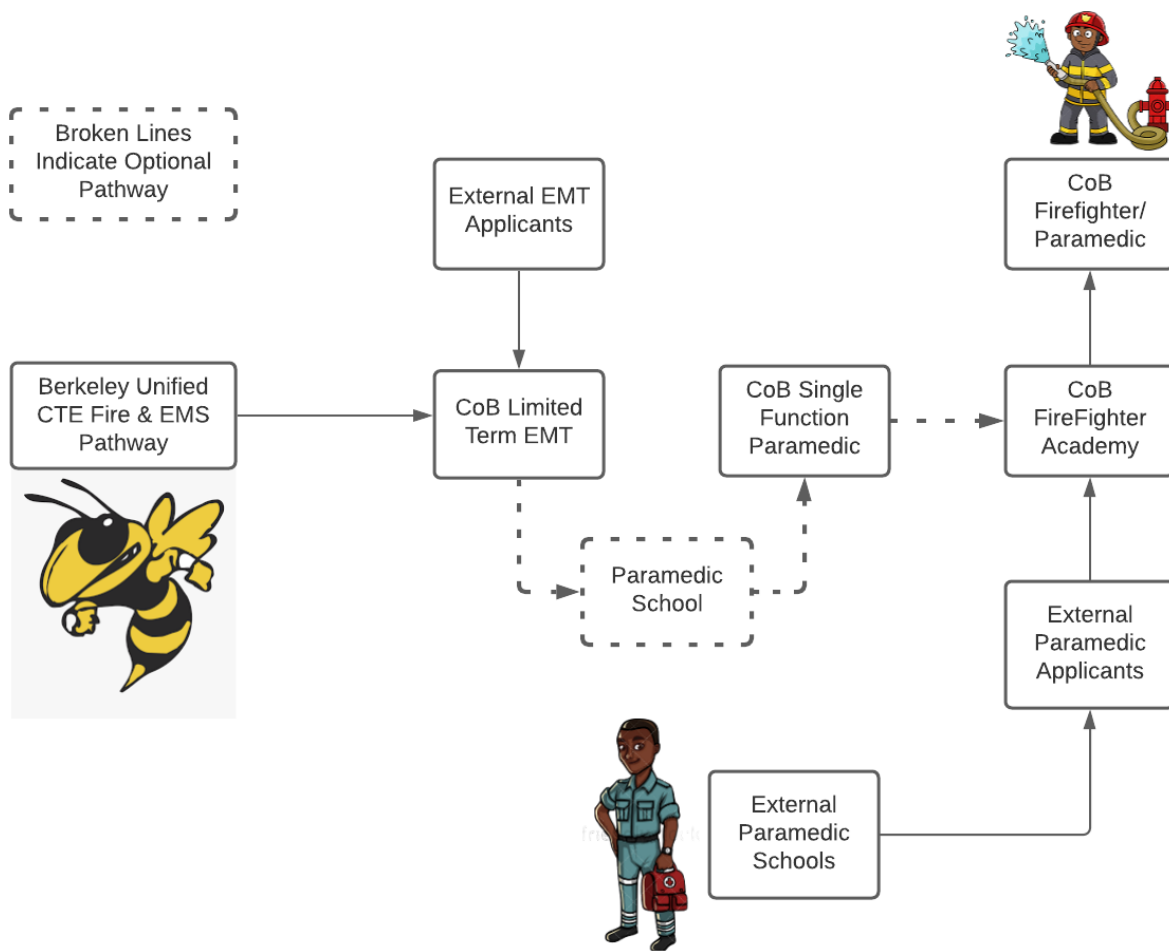 Broken Lines
Indicate Optional
Pathway
External EMT
Applicants
CoB
Firefighter/
Paramedic
Berkeley Unified
CTE Fire & EMS
Pathway
CoB Limited
Term EMT
CoB Single
Function
Paramedic
CoB
FireFighter
Academy
Paramedic
School
External
Paramedic
Applicants
External
Paramedic
Schools